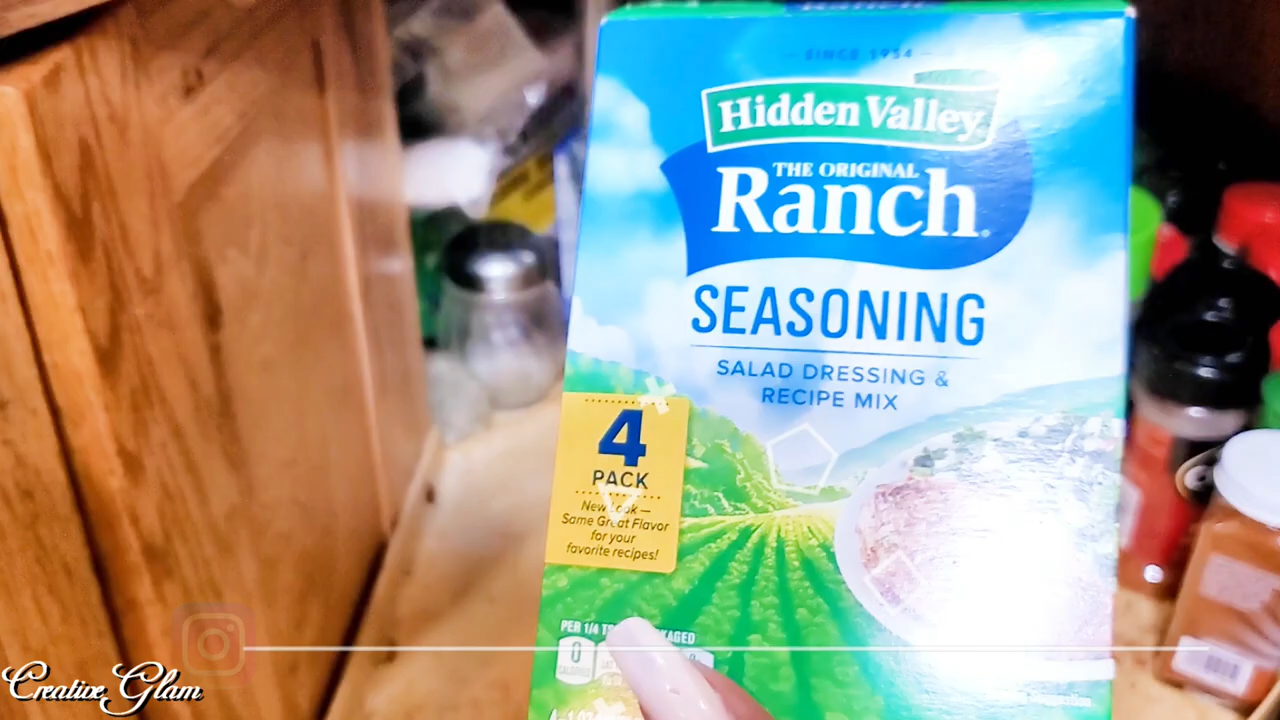 SINCE 1954
Hidden Valley
THE ORIGINAL
Ranch
SEASONING
SALAD DRESSING &
RECIPE MIX
4
PACK
New Look —
Same Great Flavor
for your
favorite recipes!
PER 1/4
0
CALORIES
Creative Glam